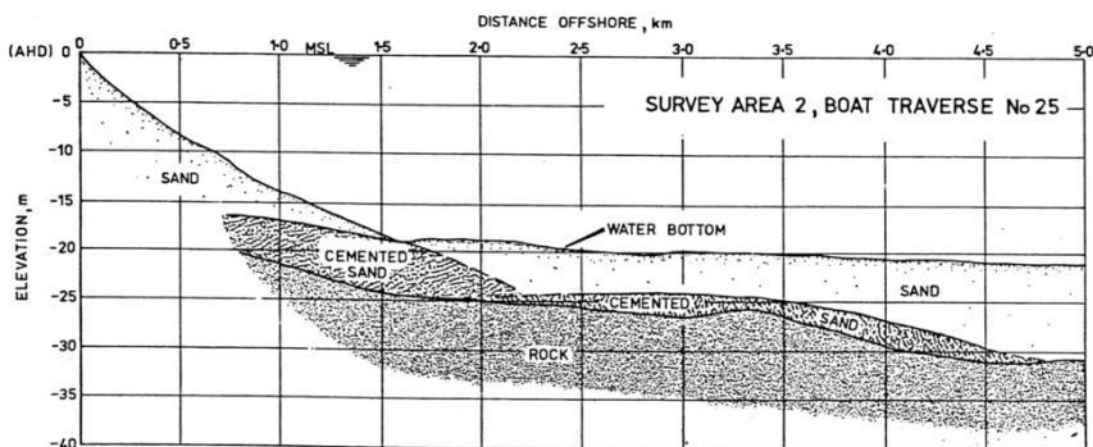 DISTANCE OFFSHORE, km
(AHD) 0 0·5 1·0 MSL 1·5 2·0 2·5 3·0 3·5 4·0 4·5 5·0
0
-5
-10
-15
-20
-25
-30
-35
-40
ELEVATION, m
SURVEY AREA 2, BOAT TRAVERSE No 25
SAND
WATER BOTTOM
CEMENTED
SAND
SAND
CEMENTED
SAND
ROCK